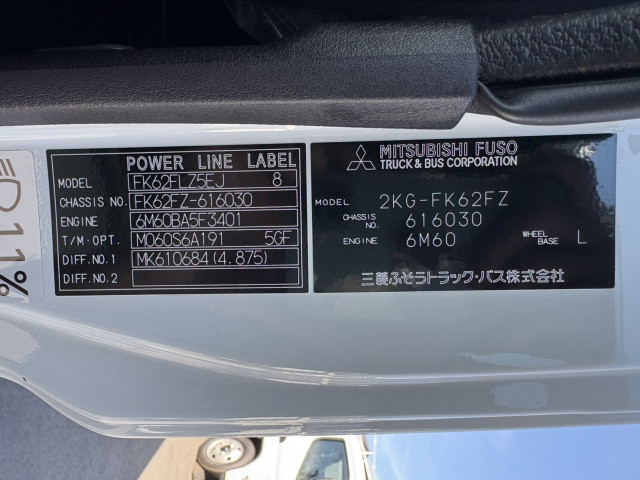 POWER LINE LABEL
MODEL FK62FLZ5EJ 8
CHASSIS NO. FK62FZ-616030
ENGINE 6M60BA5F3401
T/M・OPT. M060S6A191 5GF
DIFF.NO.1 MK610684(4.875)
DIFF.NO.2
MITSUBISHI FUSO
TRUCK & BUS CORPORATION
MODEL 2KG-FK62FZ
CHASSIS NUMBER 616030
ENGINE 6M60 WHEEL BASE L
三菱ふそうトラック・バス株式会社
11%